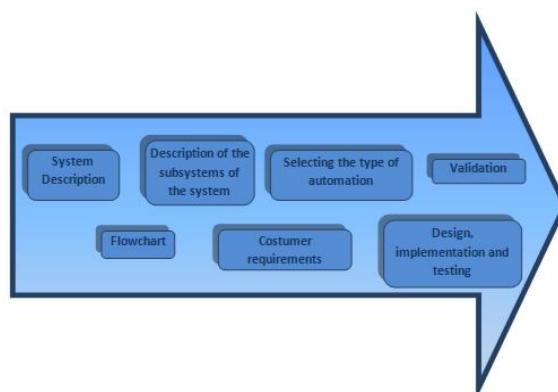 System
Description
Description of the
subsystems of
the system
Selecting the type of
automation
Validation
Flowchart
Costumer
requirements
Design,
implementation and
testing